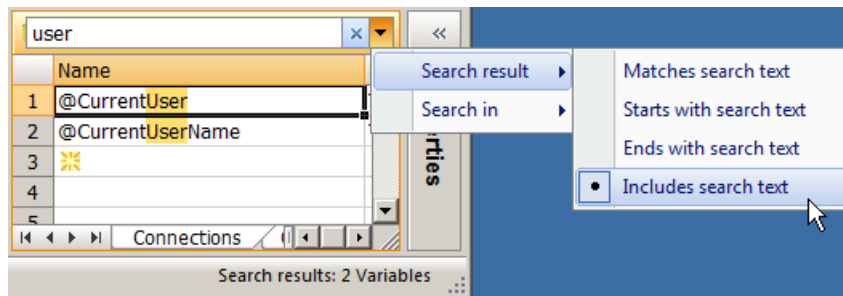 user
Name
1 @CurrentUser
2 @CurrentUserName
3
4
Connections
Search results: 2 Variables
Search result
Search in
Matches search text
Starts with search text
Ends with search text
Includes search text